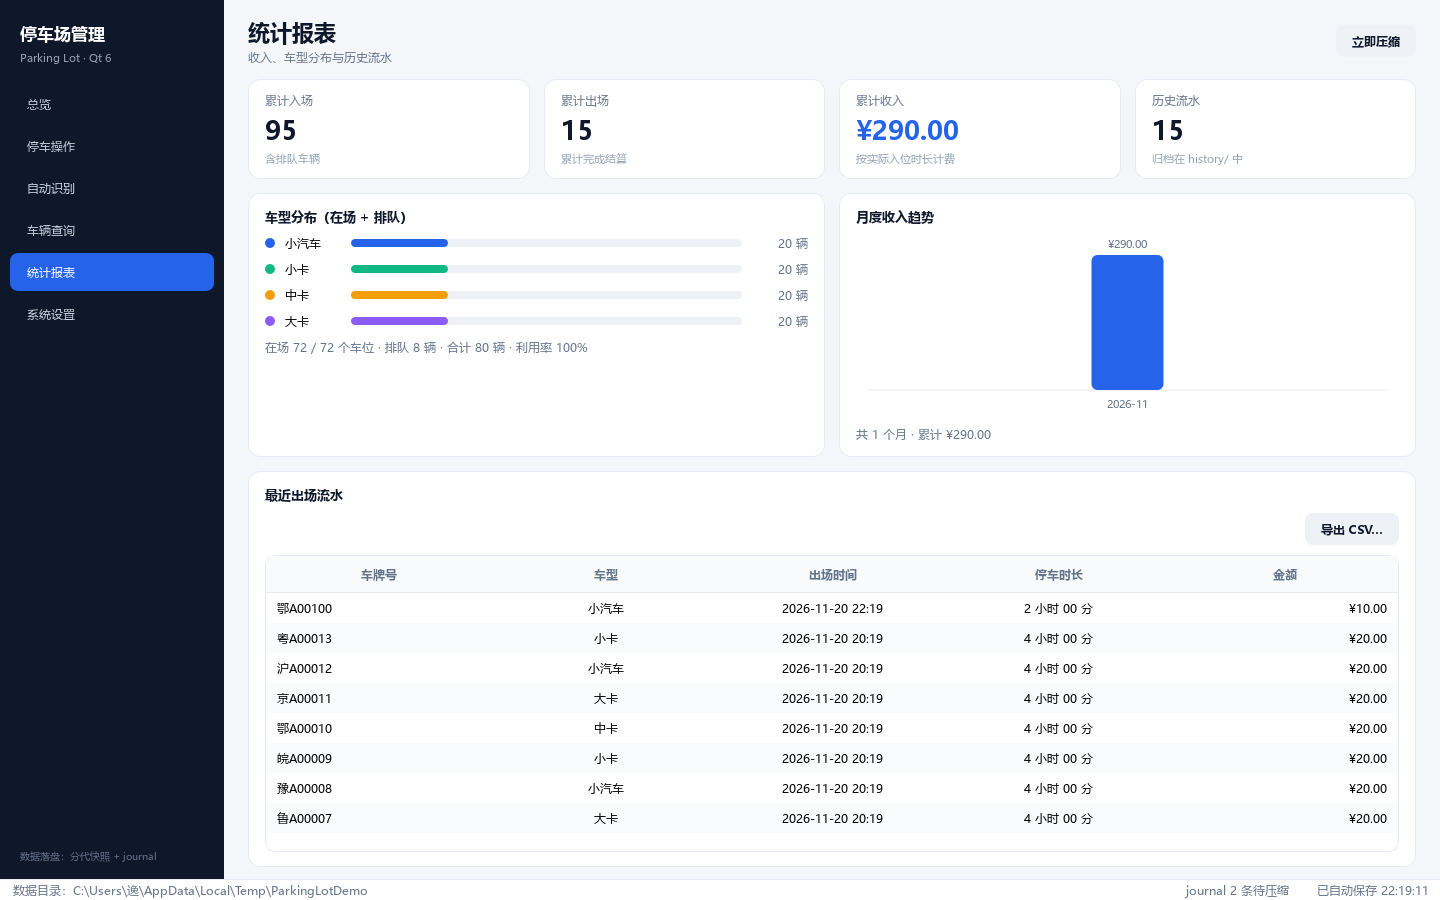 停车场管理
Parking Lot · Qt 6
总览
停车操作
自动识别
车辆查询
统计报表
系统设置
数据落盘：分代快照 + journal
统计报表
收入、车型分布与历史流水
立即压缩
累计入场
95
含排队车辆
累计出场
15
累计完成结算
累计收入
¥290.00
按实际入位时长计费
历史流水
15
归档在 history/ 中
车型分布（在场 + 排队）
小汽车 20 辆
小卡 20 辆
中卡 20 辆
大卡 20 辆
在场 72 / 72 个车位 · 排队 8 辆 · 合计 80 辆 · 利用率 100%
月度收入趋势
¥290.00
2026-11
共 1 个月 · 累计 ¥290.00
最近出场流水
导出 CSV...
车牌号 车型 出场时间 停车时长 金额
鄂A00100 小汽车 2026-11-20 22:19 2 小时 00 分 ¥10.00
粤A00013 小卡 2026-11-20 20:19 4 小时 00 分 ¥20.00
沪A00012 小汽车 2026-11-20 20:19 4 小时 00 分 ¥20.00
京A00011 大卡 2026-11-20 20:19 4 小时 00 分 ¥20.00
鄂A00010 中卡 2026-11-20 20:19 4 小时 00 分 ¥20.00
皖A00009 小卡 2026-11-20 20:19 4 小时 00 分 ¥20.00
豫A00008 小汽车 2026-11-20 20:19 4 小时 00 分 ¥20.00
鲁A00007 大卡 2026-11-20 20:19 4 小时 00 分 ¥20.00
数据目录：C:\Users\逸\AppData\Local\Temp\ParkingLotDemo
journal 2 条待压缩
已自动保存 22:19:11